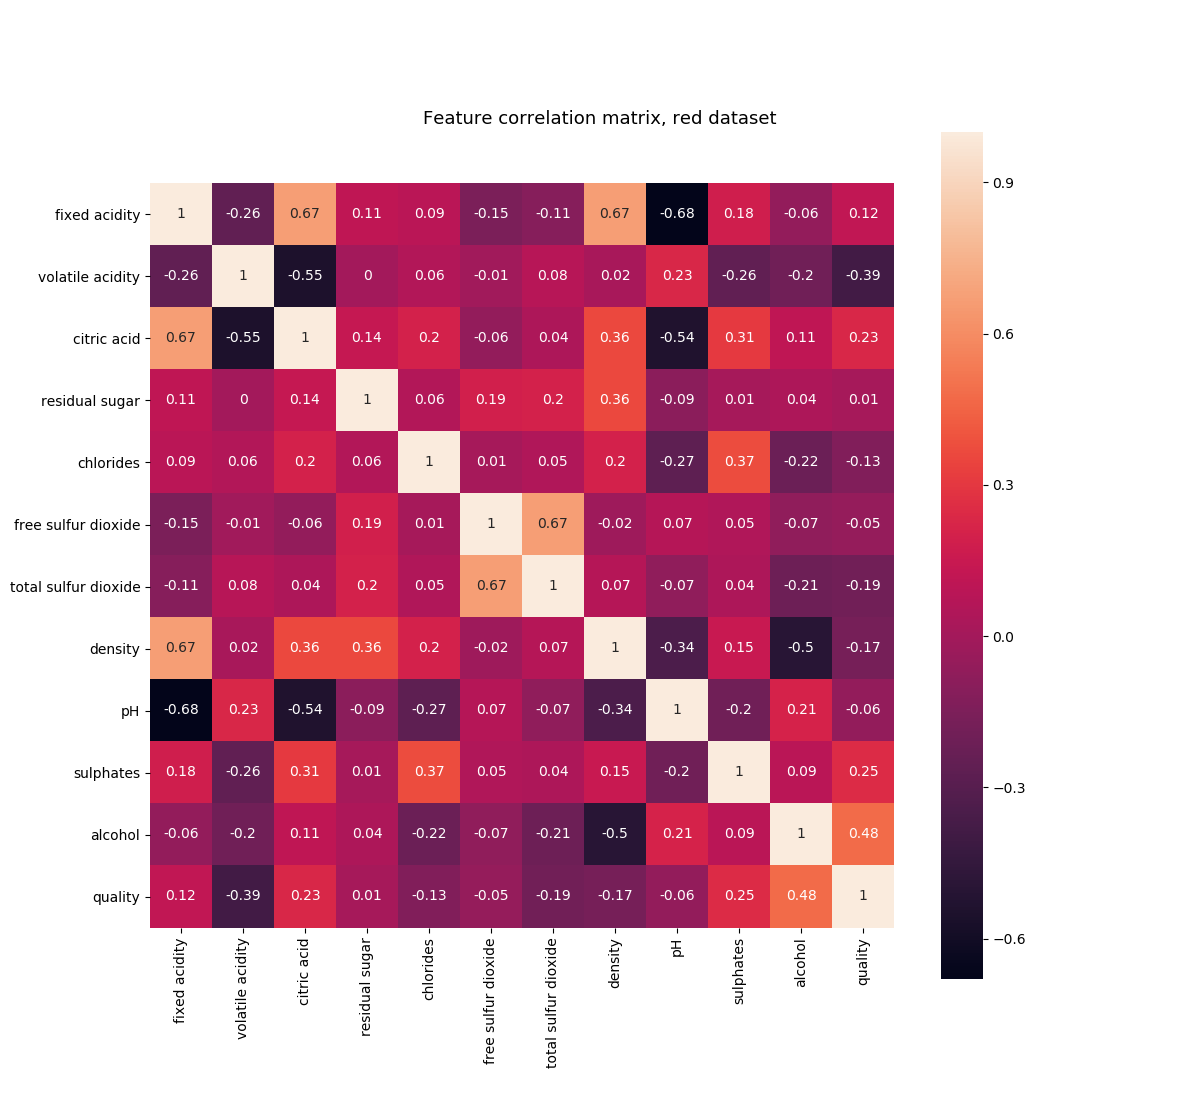 Feature correlation matrix, red dataset
fixed acidity 1 -0.26 0.67 0.11 0.09 -0.15 -0.11 0.67 -0.68 0.18 -0.06 0.12
volatile acidity -0.26 1 -0.55 0 0.06 -0.01 0.08 0.02 0.23 -0.26 -0.2 -0.39
citric acid 0.67 -0.55 1 0.14 0.2 -0.06 0.04 0.36 -0.54 0.31 0.11 0.23
residual sugar 0.11 0 0.14 1 0.06 0.19 0.2 0.36 -0.09 0.01 0.04 0.01
chlorides 0.09 0.06 0.2 0.06 1 0.01 0.05 0.2 -0.27 0.37 -0.22 -0.13
free sulfur dioxide -0.15 -0.01 -0.06 0.19 0.01 1 0.67 -0.02 0.07 0.05 -0.07 -0.05
total sulfur dioxide -0.11 0.08 0.04 0.2 0.05 0.67 1 0.07 -0.07 0.04 -0.21 -0.19
density 0.67 0.02 0.36 0.36 0.2 -0.02 0.07 1 -0.34 0.15 -0.5 -0.17
pH -0.68 0.23 -0.54 -0.09 -0.27 0.07 -0.07 -0.34 1 -0.2 0.21 -0.06
sulphates 0.18 -0.26 0.31 0.01 0.37 0.05 0.04 0.15 -0.2 1 0.09 0.25
alcohol -0.06 -0.2 0.11 0.04 -0.22 -0.07 -0.21 -0.5 0.21 0.09 1 0.48
quality 0.12 -0.39 0.23 0.01 -0.13 -0.05 -0.19 -0.17 -0.06 0.25 0.48 1
fixed acidity
volatile acidity
citric acid
residual sugar
chlorides
free sulfur dioxide
total sulfur dioxide
density
pH
sulphates
alcohol
quality
0.9
0.6
0.3
0.0
−0.3
−0.6